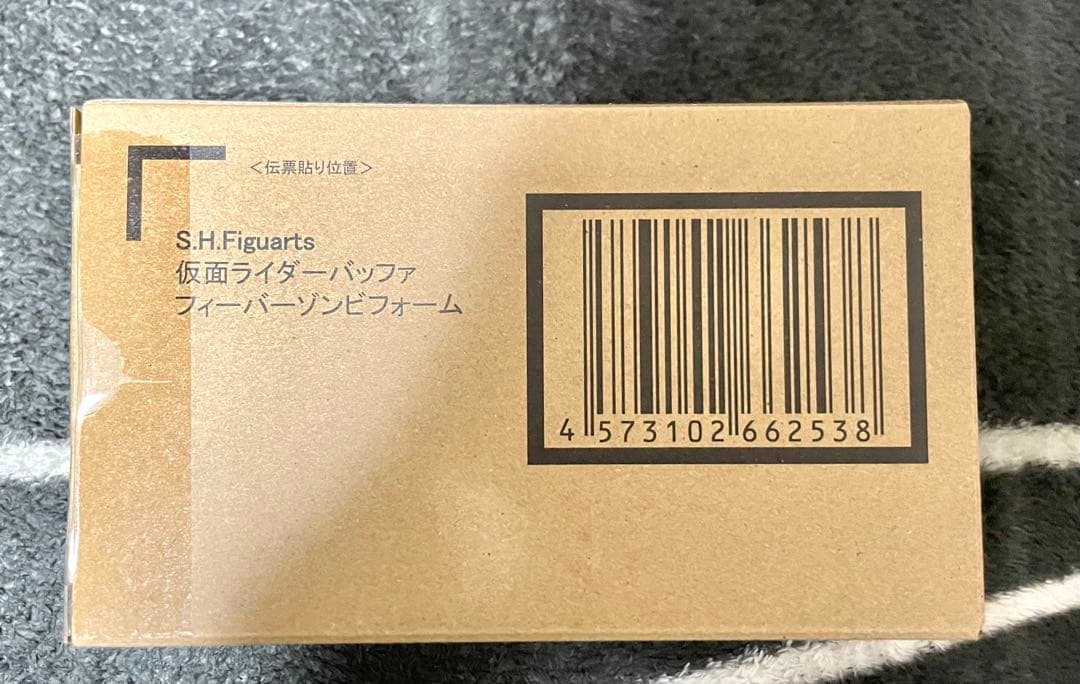 ＜伝票貼り位置＞
S.H.Figuarts
仮面ライダーバッファ
フィーバーゾンビフォーム
4 573102 662538